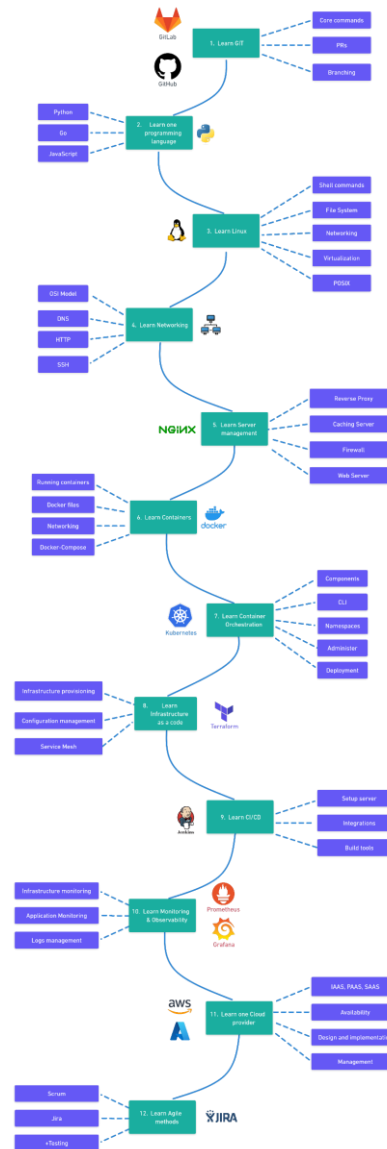 GitLab
GitHub
1. Learn GIT
Core commands
PRs
Branching
Python
Go
JavaScript
2. Learn one
programming
language
3. Learn Linux
Shell commands
File System
Networking
Virtualization
POSIX
OSI Model
DNS
HTTP
SSH
4. Learn Networking
NGINX
5. Learn Server
management
Reverse Proxy
Caching Server
Firewall
Web Server
Running containers
Docker files
Networking
Docker-Compose
6. Learn Containers
docker
Kubernetes
7. Learn Container
Orchestration
Components
CLI
Namespaces
Administer
Deployment
Infrastructure provisioning
Configuration management
Service Mesh
8. Learn
Infrastructure
as a code
Terraform
Jenkins
9. Learn CI/CD
Setup server
Integrations
Build tools
Infrastructure monitoring
Application Monitoring
Logs management
10. Learn Monitoring
& Observability
Prometheus
Grafana
aws
11. Learn one Cloud
provider
IAAS, PAAS, SAAS
Availability
Design and implementatio
Management
Scrum
Jira
+Testing
12. Learn Agile
methods
JIRA